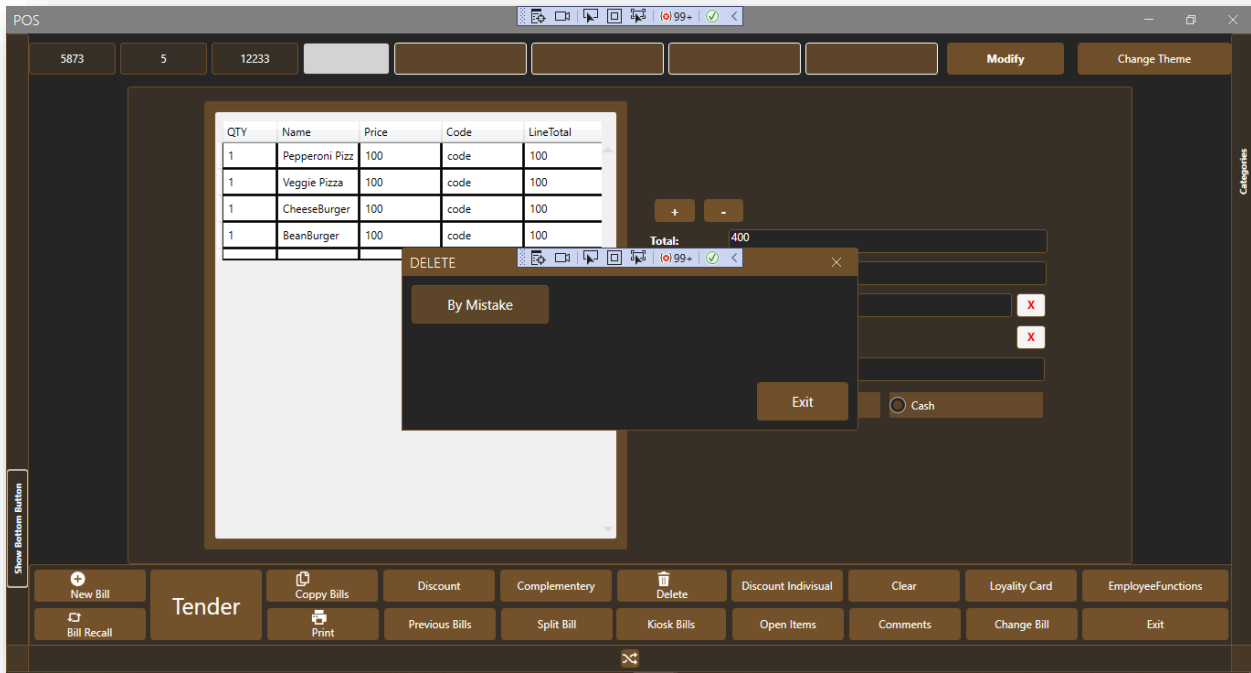 POS
99+
5873 5 12233 Modify Change Theme
Categories
QTY Name Price Code LineTotal
1 Pepperoni Pizz 100 code 100
1 Veggie Pizza 100 code 100
1 CheeseBurger 100 code 100
1 BeanBurger 100 code 100
+ -
Total: 400
DELETE 99+
By Mistake
X
X
Exit
Cash
Show Bottom Button
New Bill Tender Coppy Bills Discount Complementery Delete Discount Indivisual Clear Loyality Card EmployeeFunctions
Bill Recall Print Previous Bills Split Bill Kiosk Bills Open Items Comments Change Bill Exit